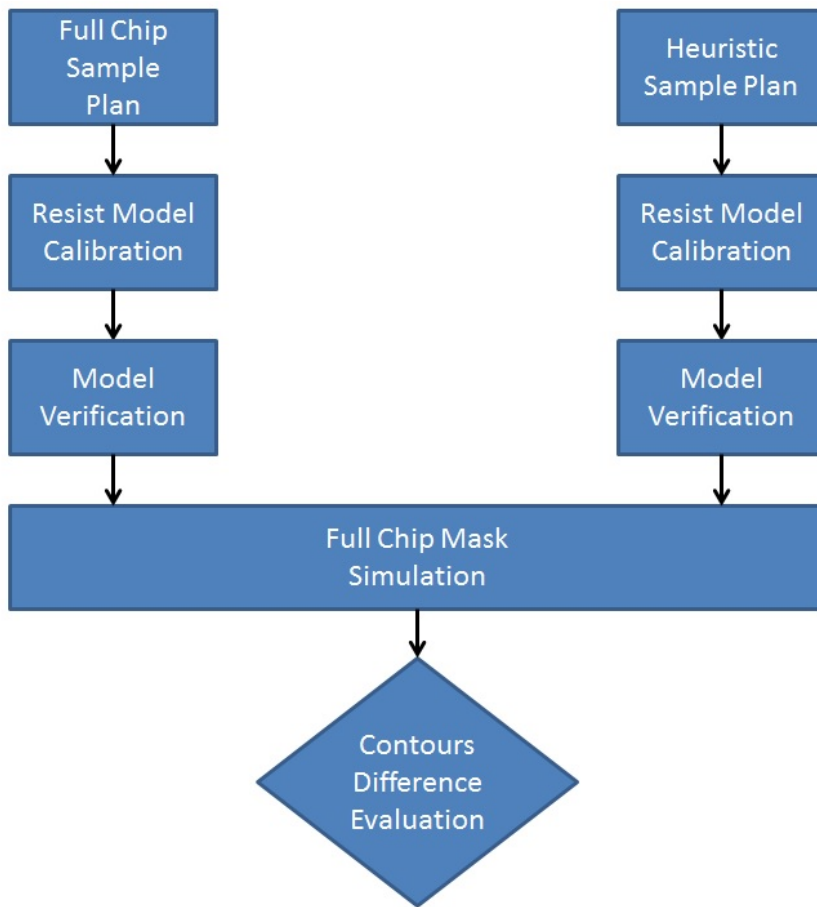 Full Chip
Sample
Plan
Heuristic
Sample Plan
Resist Model
Calibration
Resist Model
Calibration
Model
Verification
Model
Verification
Full Chip Mask
Simulation
Contours
Difference
Evaluation